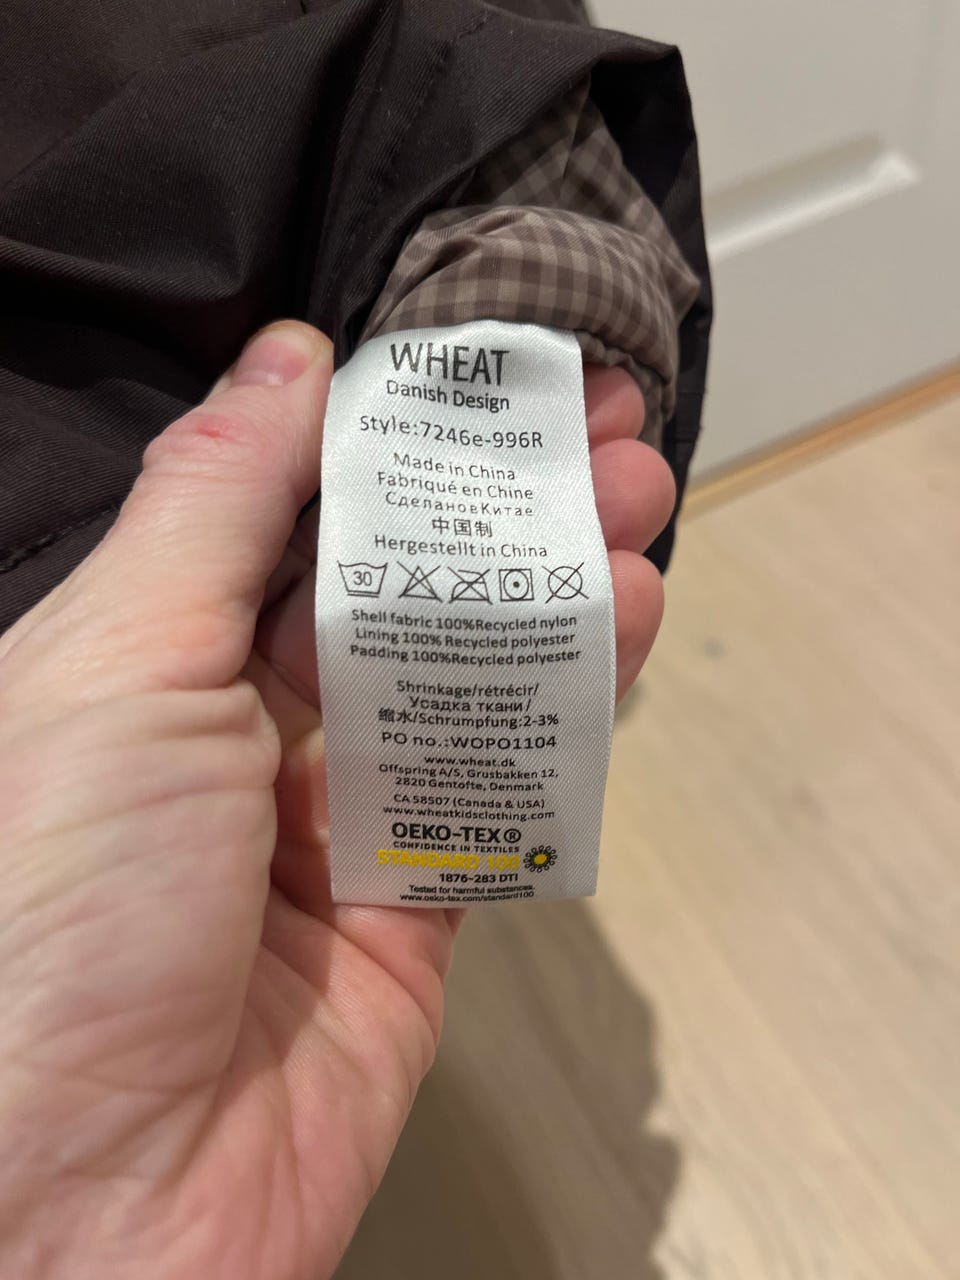 WHEAT
Danish Design
Style:7246e-996R
Made in China
Fabriqué en Chine
СделановКитае
中国制
Hergestellt in China
30
Shell fabric 100%Recycled nylon
Lining 100% Recycled polyester
Padding 100%Recycled polyester
Shrinkage/rétrécir/
Усадка ткани/
缩水/Schrumpfung:2-3%
PO no.:WOPO1104
www.wheat.dk
Offspring A/S, Grusbakken 12,
2820 Gentofte, Denmark
CA 58507 (Canada & USA)
www.wheatkidsclothing.com
OEKO-TEX®
CONFIDENCE IN TEXTILES
STANDARD 100
1876-283 DTI
Tested for harmful substances.
www.oeko-tex.com/standard100